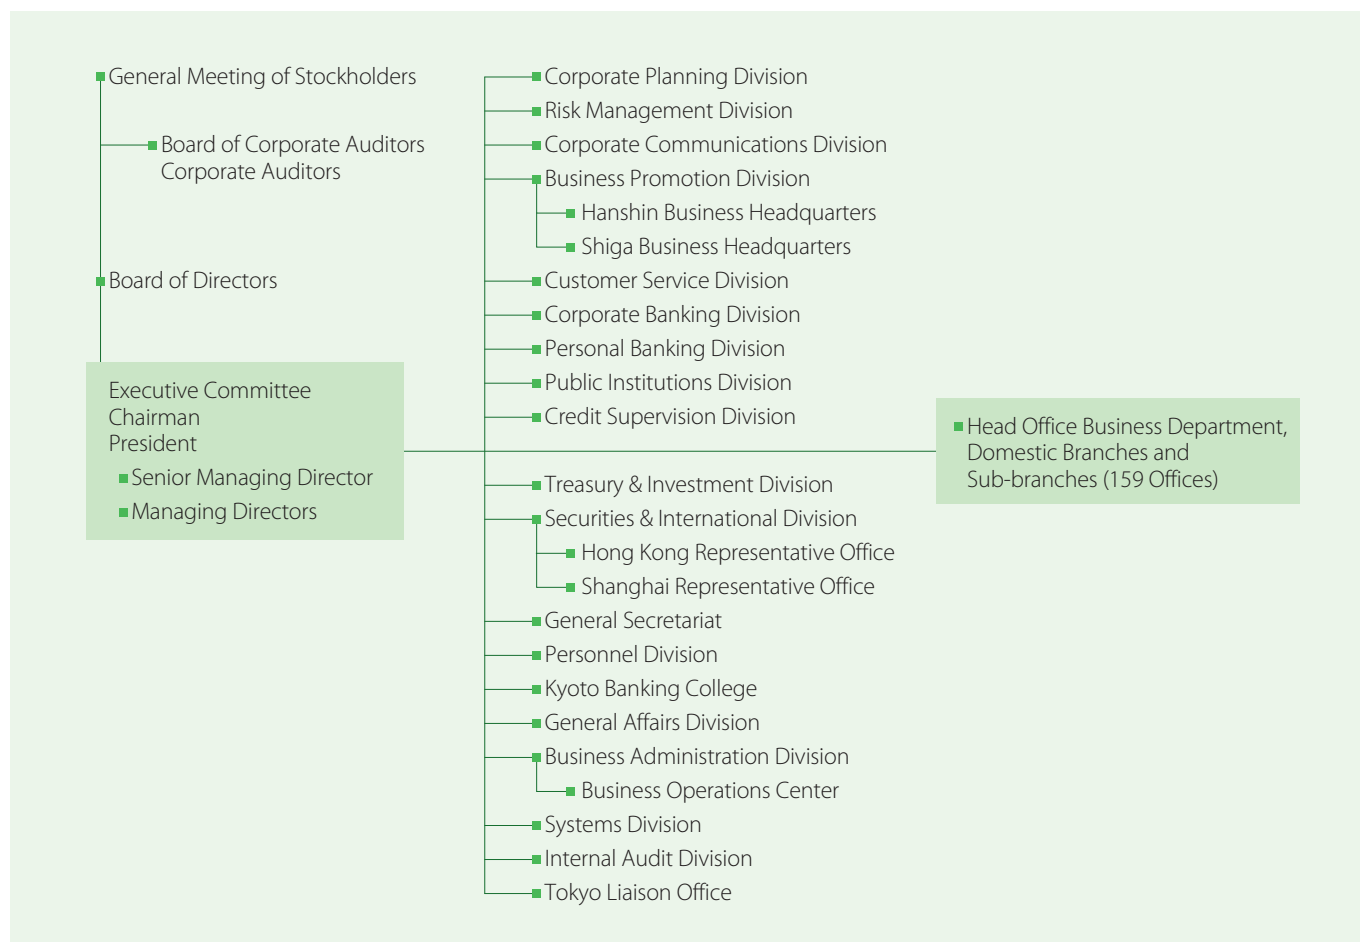 General Meeting of Stockholders
Board of Corporate Auditors
Corporate Auditors
Board of Directors
Executive Committee
Chairman
President
Senior Managing Director
Managing Directors
Corporate Planning Division
Risk Management Division
Corporate Communications Division
Business Promotion Division
Hanshin Business Headquarters
Shiga Business Headquarters
Customer Service Division
Corporate Banking Division
Personal Banking Division
Public Institutions Division
Credit Supervision Division
Treasury & Investment Division
Securities & International Division
Hong Kong Representative Office
Shanghai Representative Office
General Secretariat
Personnel Division
Kyoto Banking College
General Affairs Division
Business Administration Division
Business Operations Center
Systems Division
Internal Audit Division
Tokyo Liaison Office
Head Office Business Department,
Domestic Branches and
Sub-branches (159 Offices)